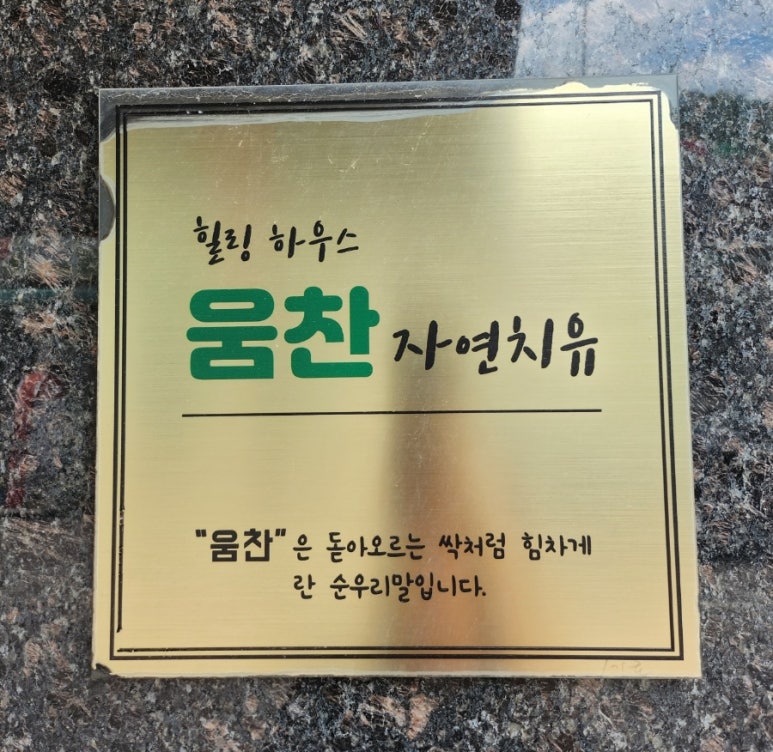 힐링 하우스
움찬 자연치유
"움찬"은 돋아오르는 싹처럼 힘차게
란 순우리말입니다.